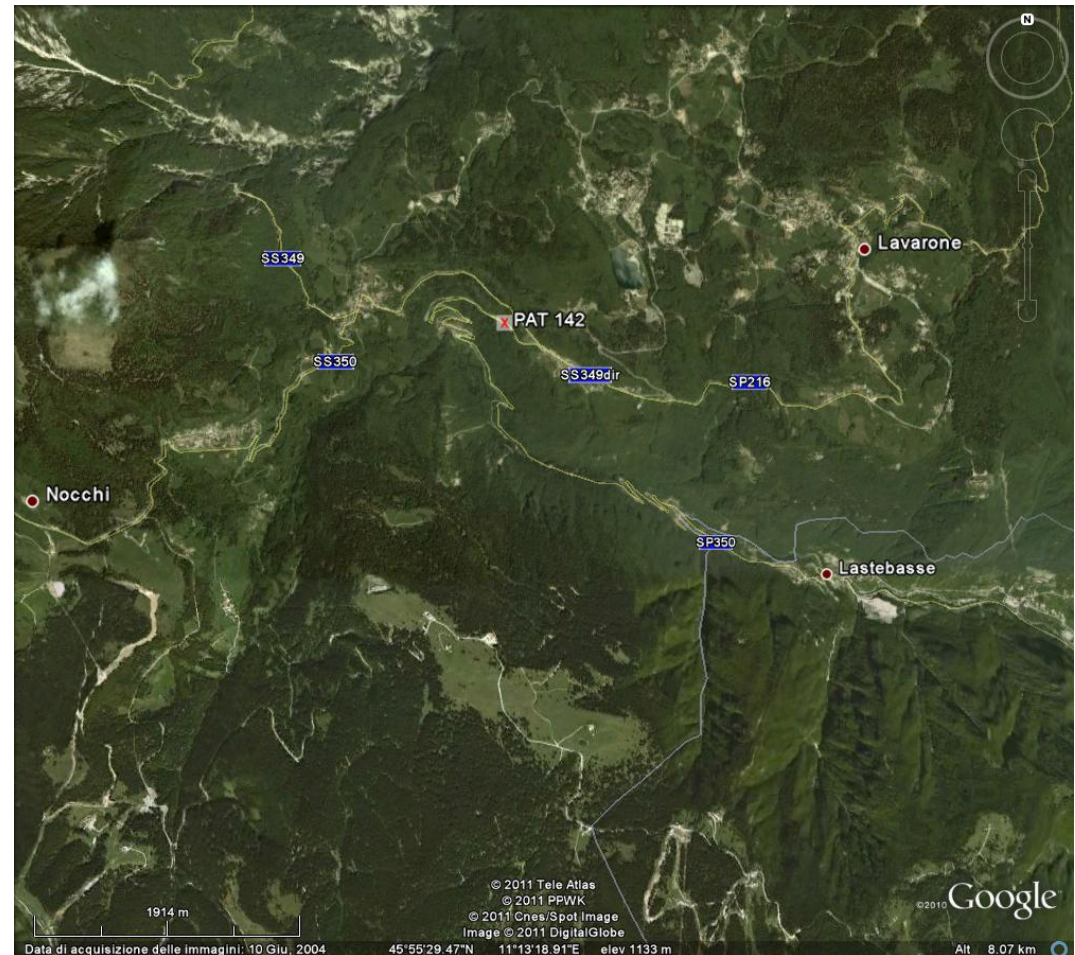 N
Lavarone
SS349
X PAT 142
SS350
SS349dir
SP216
Nocchi
SP350
Lastebasse
© 2011 Tele Atlas
© 2011 PPWK
© 2011 Cnes/Spot Image
Image © 2011 DigitalGlobe
©2010 Google
1914 m
Data di acquisizione delle immagini: 10 Giu, 2004 45°55'29.47"N 11°13'18.91"E elev 1133 m Alt 8.07 km